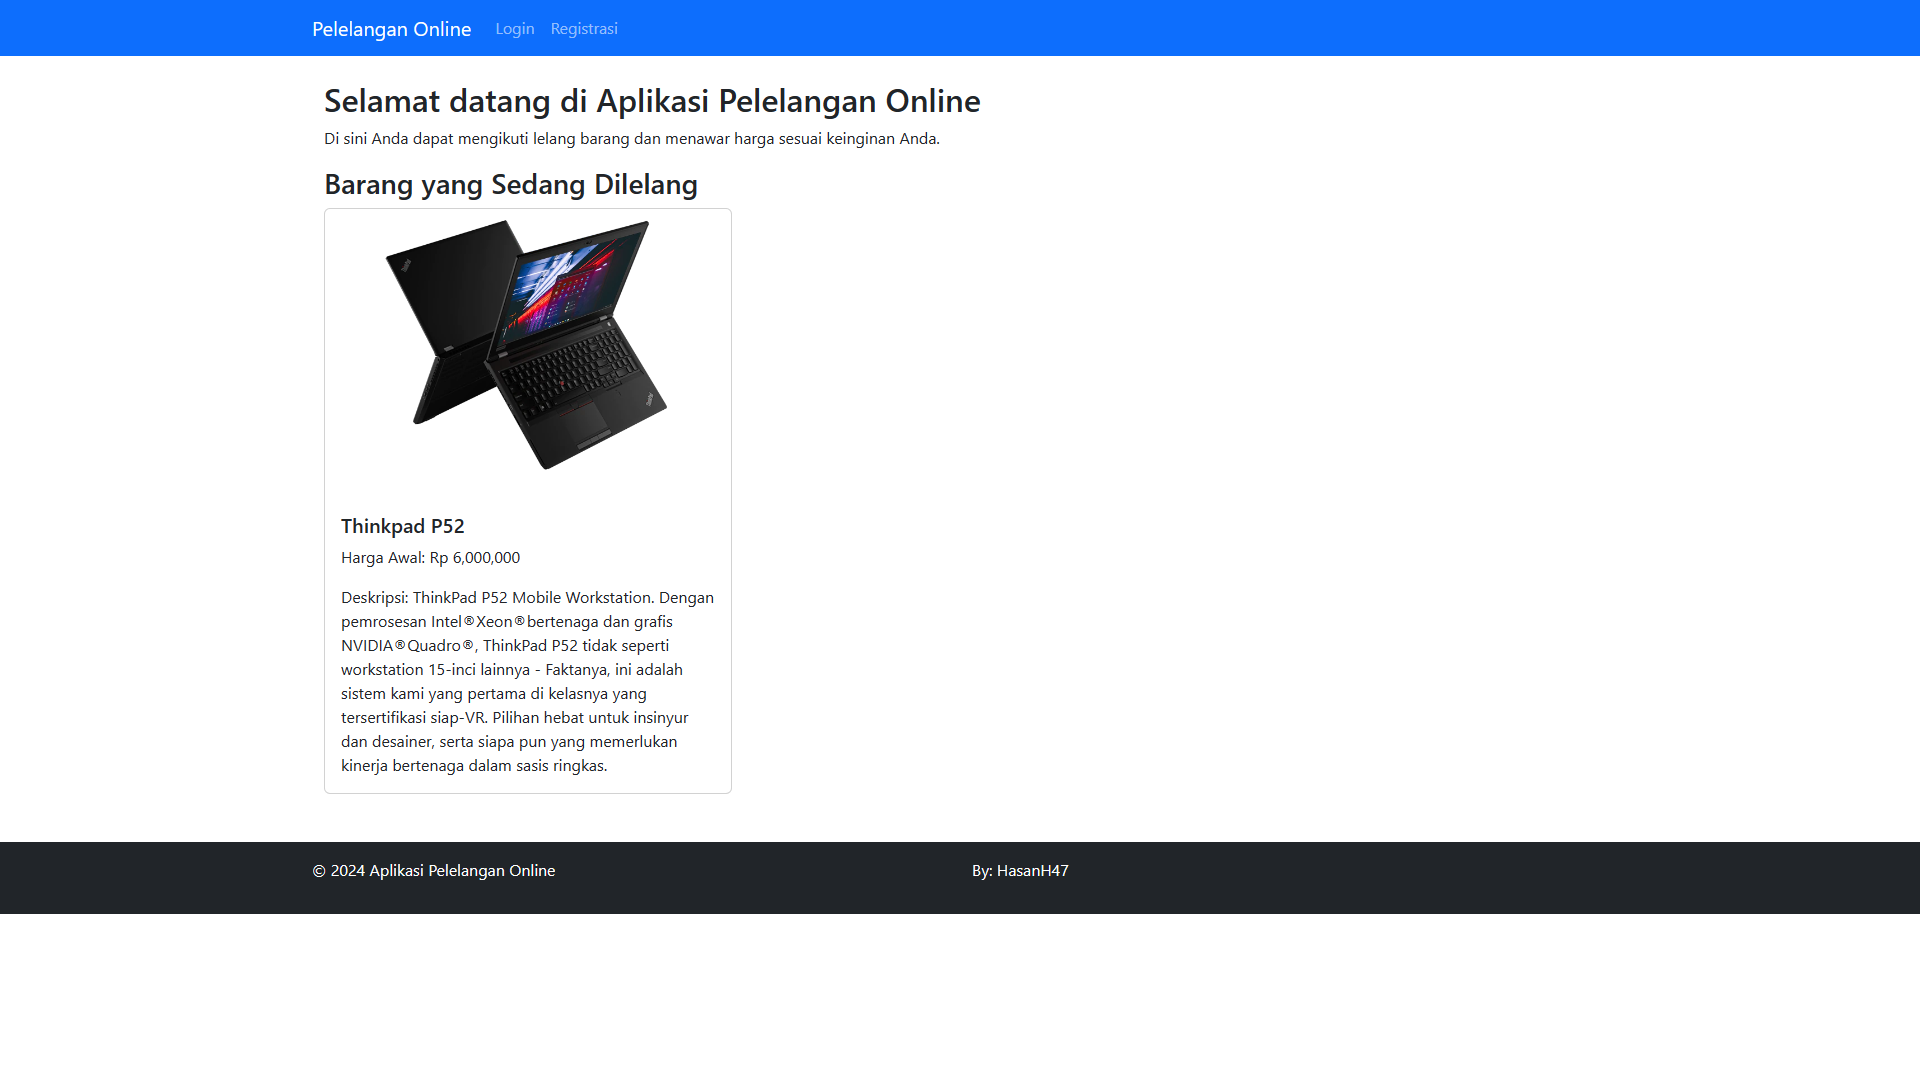 Pelelangan Online Login Registrasi
Selamat datang di Aplikasi Pelelangan Online
Di sini Anda dapat mengikuti lelang barang dan menawar harga sesuai keinginan Anda.
Barang yang Sedang Dilelang
Thinkpad P52
Harga Awal: Rp 6,000,000
Deskripsi: ThinkPad P52 Mobile Workstation. Dengan
pemrosesan Intel®Xeon®bertenaga dan grafis
NVIDIA®Quadro®, ThinkPad P52 tidak seperti
workstation 15-inci lainnya - Faktanya, ini adalah
sistem kami yang pertama di kelasnya yang
tersertifikasi siap-VR. Pilihan hebat untuk insinyur
dan desainer, serta siapa pun yang memerlukan
kinerja bertenaga dalam sasis ringkas.
© 2024 Aplikasi Pelelangan Online
By: HasanH47